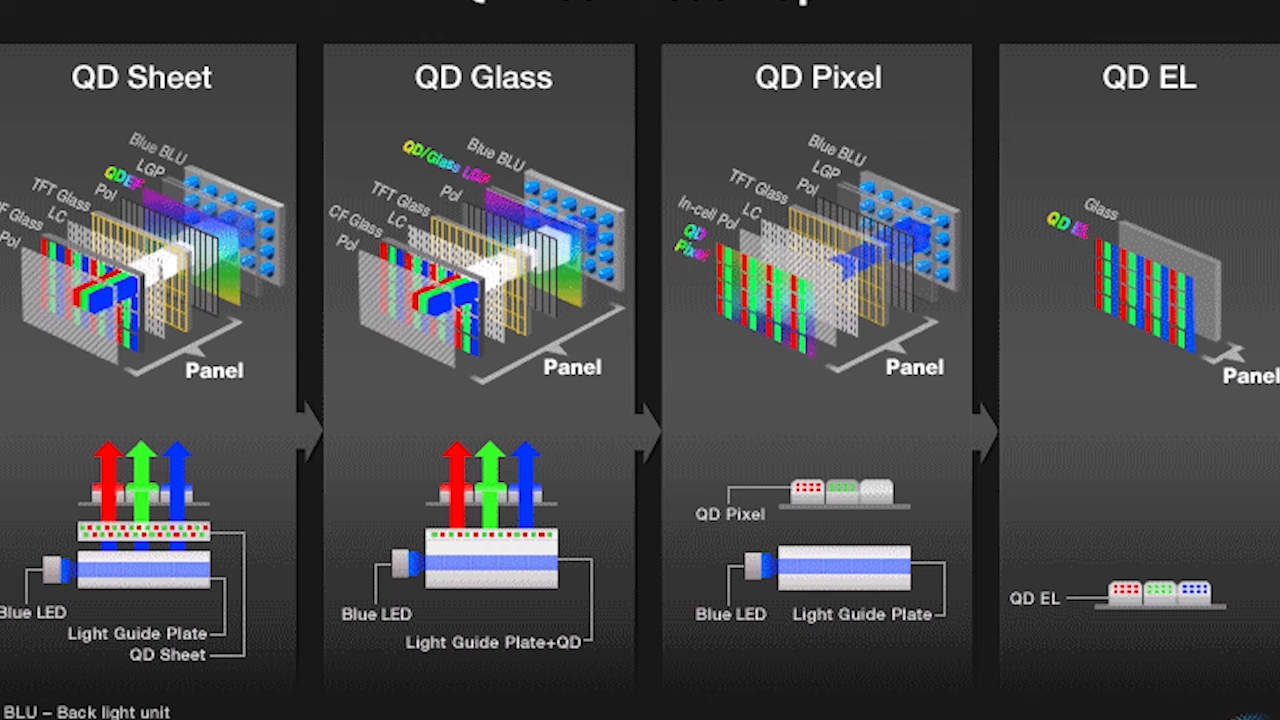 QD Sheet
Blue BLU
LGP
QDEF
Pol
TFT Glass
LC
CF Glass
Pol
Panel
Blue LED
Light Guide Plate
QD Sheet
QD Glass
Blue BLU
QD/Glass LGP
Pol
TFT Glass
LC
CF Glass
Pol
Panel
Blue LED
Light Guide Plate+QD
QD Pixel
Blue BLU
LGP
Pol
TFT Glass
LC
In-cell Pol
QD
Pixel
Panel
QD Pixel
Blue LED
Light Guide Plate
QD EL
Glass
QD EL
Panel
QD EL
BLU – Back light unit